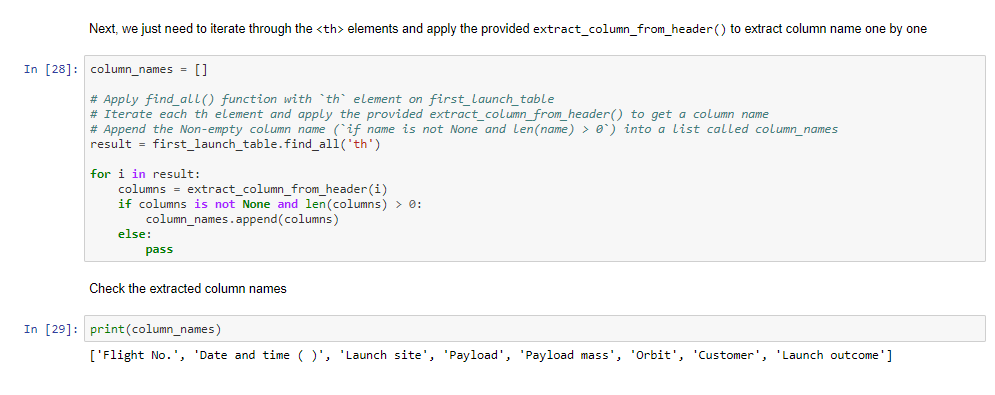 Next, we just need to iterate through the <th> elements and apply the provided extract_column_from_header() to extract column name one by one
In [28]: column_names = []
# Apply find_all() function with `th` element on first_launch_table
# Iterate each th element and apply the provided extract_column_from_header() to get a column name
# Append the Non-empty column name (`if name is not None and len(name) > 0`) into a list called column_names
result = first_launch_table.find_all('th')
for i in result:
    columns = extract_column_from_header(i)
    if columns is not None and len(columns) > 0:
        column_names.append(columns)
    else:
        pass
Check the extracted column names
In [29]: print(column_names)
['Flight No.', 'Date and time ( )', 'Launch site', 'Payload', 'Payload mass', 'Orbit', 'Customer', 'Launch outcome']